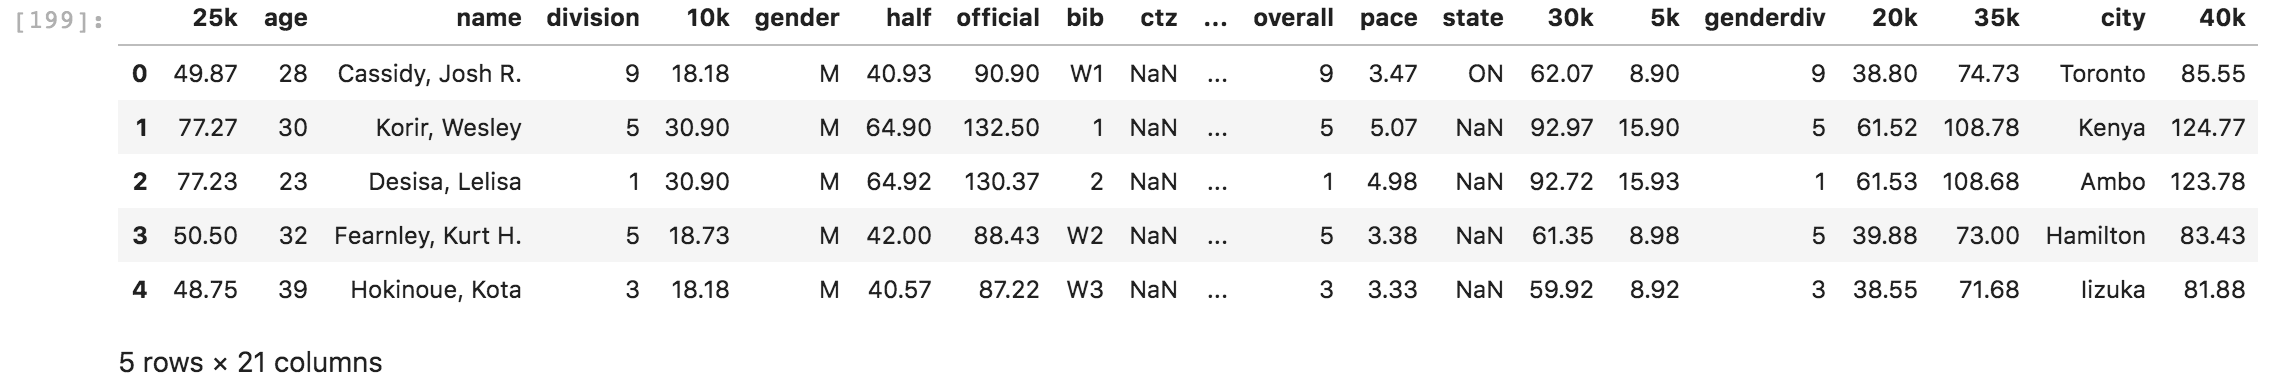 [199]: 25k age name division 10k gender half official bib ctz ... overall pace state 30k 5k genderdiv 20k 35k city 40k
0 49.87 28 Cassidy, Josh R. 9 18.18 M 40.93 90.90 W1 NaN ... 9 3.47 ON 62.07 8.90 9 38.80 74.73 Toronto 85.55
1 77.27 30 Korir, Wesley 5 30.90 M 64.90 132.50 1 NaN ... 5 5.07 NaN 92.97 15.90 5 61.52 108.78 Kenya 124.77
2 77.23 23 Desisa, Lelisa 1 30.90 M 64.92 130.37 2 NaN ... 1 4.98 NaN 92.72 15.93 1 61.53 108.68 Ambo 123.78
3 50.50 32 Fearnley, Kurt H. 5 18.73 M 42.00 88.43 W2 NaN ... 5 3.38 NaN 61.35 8.98 5 39.88 73.00 Hamilton 83.43
4 48.75 39 Hokinoue, Kota 3 18.18 M 40.57 87.22 W3 NaN ... 3 3.33 NaN 59.92 8.92 3 38.55 71.68 Iizuka 81.88
5 rows × 21 columns